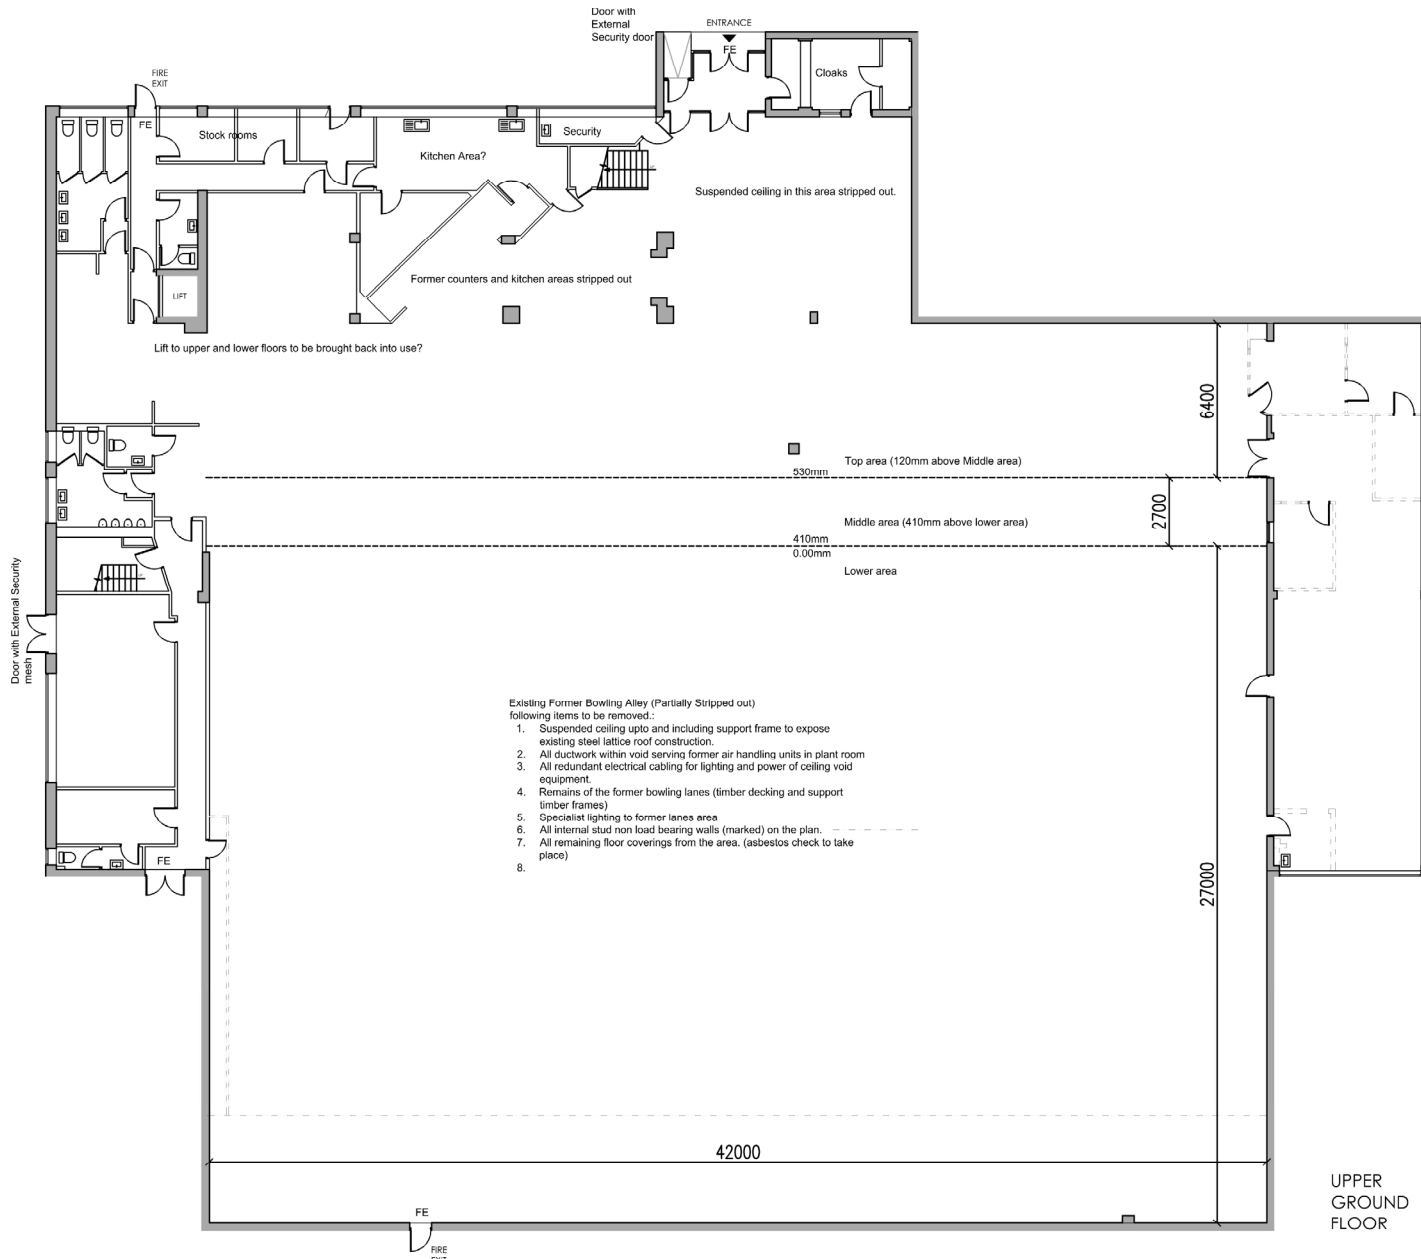 Door with
External
Security door
ENTRANCE
FE
FIRE
EXIT
FE
Cloaks
Stock rooms
Security
Kitchen Area?
Suspended ceiling in this area stripped out.
Former counters and kitchen areas stripped out
LIFT
Lift to upper and lower floors to be brought back into use?
6400
Top area (120mm above Middle area)
530mm
2700
Middle area (410mm above lower area)
410mm
0.00mm
Lower area
Door with External Security
mesh
Existing Former Bowling Alley (Partially Stripped out)
following items to be removed.:
1. Suspended ceiling upto and including support frame to expose
existing steel lattice roof construction.
2. All ductwork within void serving former air handling units in plant room
3. All redundant electrical cabling for lighting and power of ceiling void
equipment.
4. Remains of the former bowling lanes (timber decking and support
timber frames)
5. Specialist lighting to former lanes area
6. All internal stud non load bearing walls (marked) on the plan.
7. All remaining floor coverings from the area. (asbestos check to take
place)
8.
FE
27000
42000
UPPER
GROUND
FLOOR
FE
FIRE
EXIT